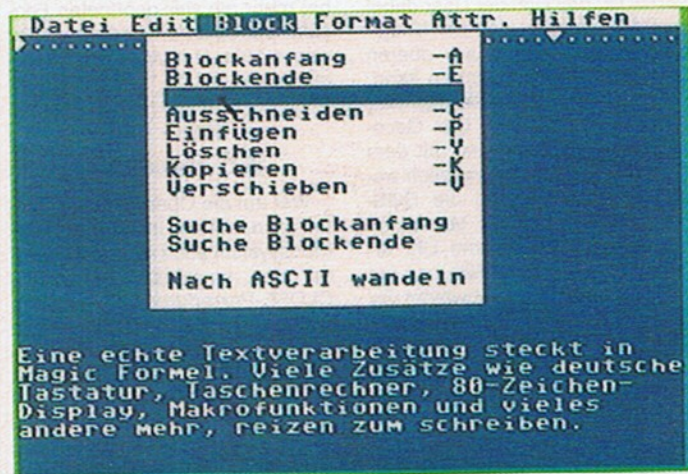 Datei Edit Block Format Attr. Hilfen
Blockanfang -A
Blockende -E
Ausschneiden -C
Einfügen -P
Löschen -Y
Kopieren -K
Verschieben -V
Suche Blockanfang
Suche Blockende
Nach ASCII wandeln
Eine echte Textverarbeitung steckt in
Magic Formel. Viele Zusätze wie deutsche
Tastatur, Taschenrechner, 80-Zeichen-
Display, Makrofunktionen und vieles
andere mehr, reizen zum schreiben.